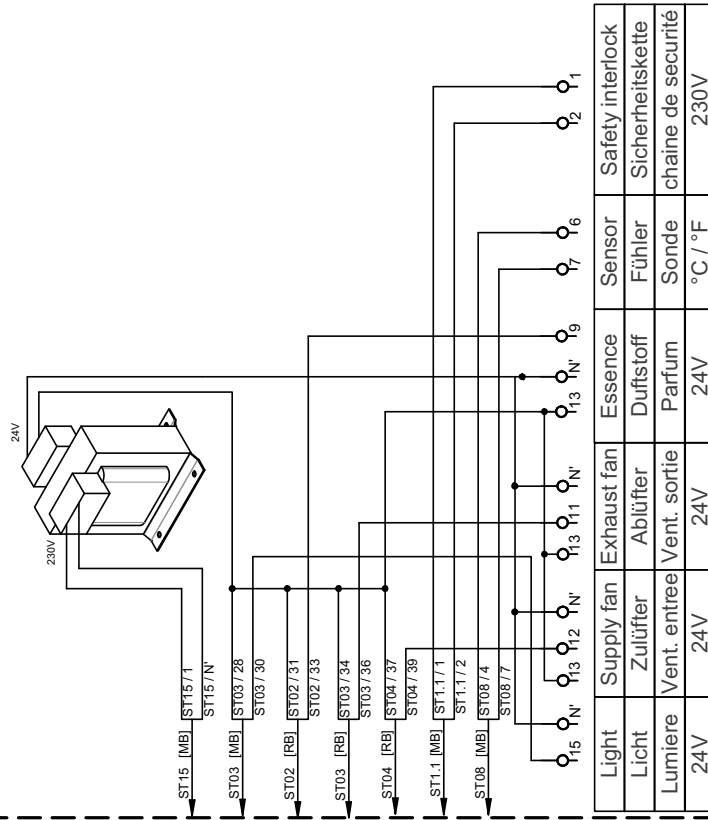 24V
230V
ST15 [MB]
ST15 / 1
ST15 / N'
ST03 [MB]
ST03 / 28
ST03 / 30
ST02 [RB]
ST02 / 31
ST02 / 33
ST03 [RB]
ST03 / 34
ST03 / 36
ST04 [RB]
ST04 / 37
ST04 / 39
ST1.1 [MB]
ST1.1 / 1
ST1.1 / 2
ST08 [MB]
ST08 / 4
ST08 / 7
15
N'
13
12
N'
13
11
N'
13
N'
9
7
6
2
1
Light
Licht
Lumiere
24V
Supply fan
Zulüfter
Vent. entree
24V
Exhaust fan
Ablüfter
Vent. sortie
24V
Essence
Duftstoff
Parfum
24V
Sensor
Fühler
Sonde
°C / °F
Safety interlock
Sicherheitskette
chaine de securité
230V